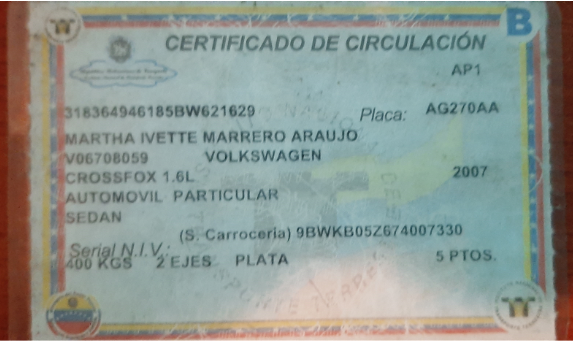 B
CERTIFICADO DE CIRCULACIÓN
AP1
318364946185BW621629 Placa: AG270AA
MARTHA IVETTE MARRERO ARAUJO
V06708059 VOLKSWAGEN
CROSSFOX 1.6L 2007
AUTOMOVIL PARTICULAR
SEDAN
(S. Carroceria) 9BWKB05Z674007330
Serial N.I.V.:
400 KGS 2 EJES PLATA 5 PTOS.